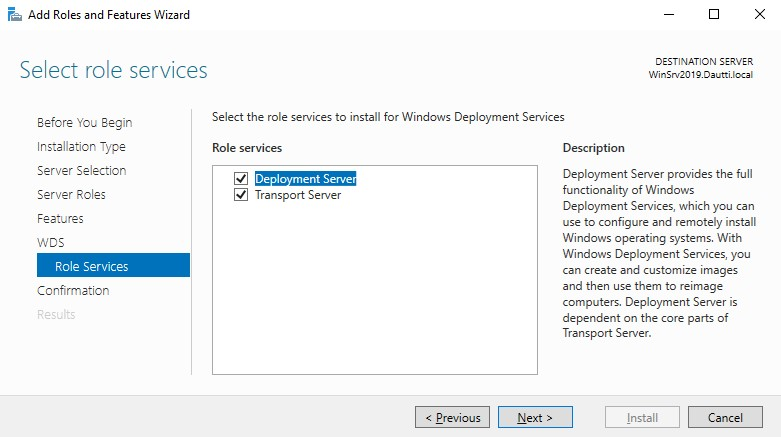 Add Roles and Features Wizard
Select role services
DESTINATION SERVER
WinSrv2019.Dautti.local
Before You Begin
Installation Type
Server Selection
Server Roles
Features
WDS
Role Services
Confirmation
Results
Select the role services to install for Windows Deployment Services
Role services
Deployment Server
Transport Server
Description
Deployment Server provides the full
functionality of Windows
Deployment Services, which you can
use to configure and remotely install
Windows operating systems. With
Windows Deployment Services, you
can create and customize images
and then use them to reimage
computers. Deployment Server is
dependent on the core parts of
Transport Server.
< Previous
Next >
Install
Cancel